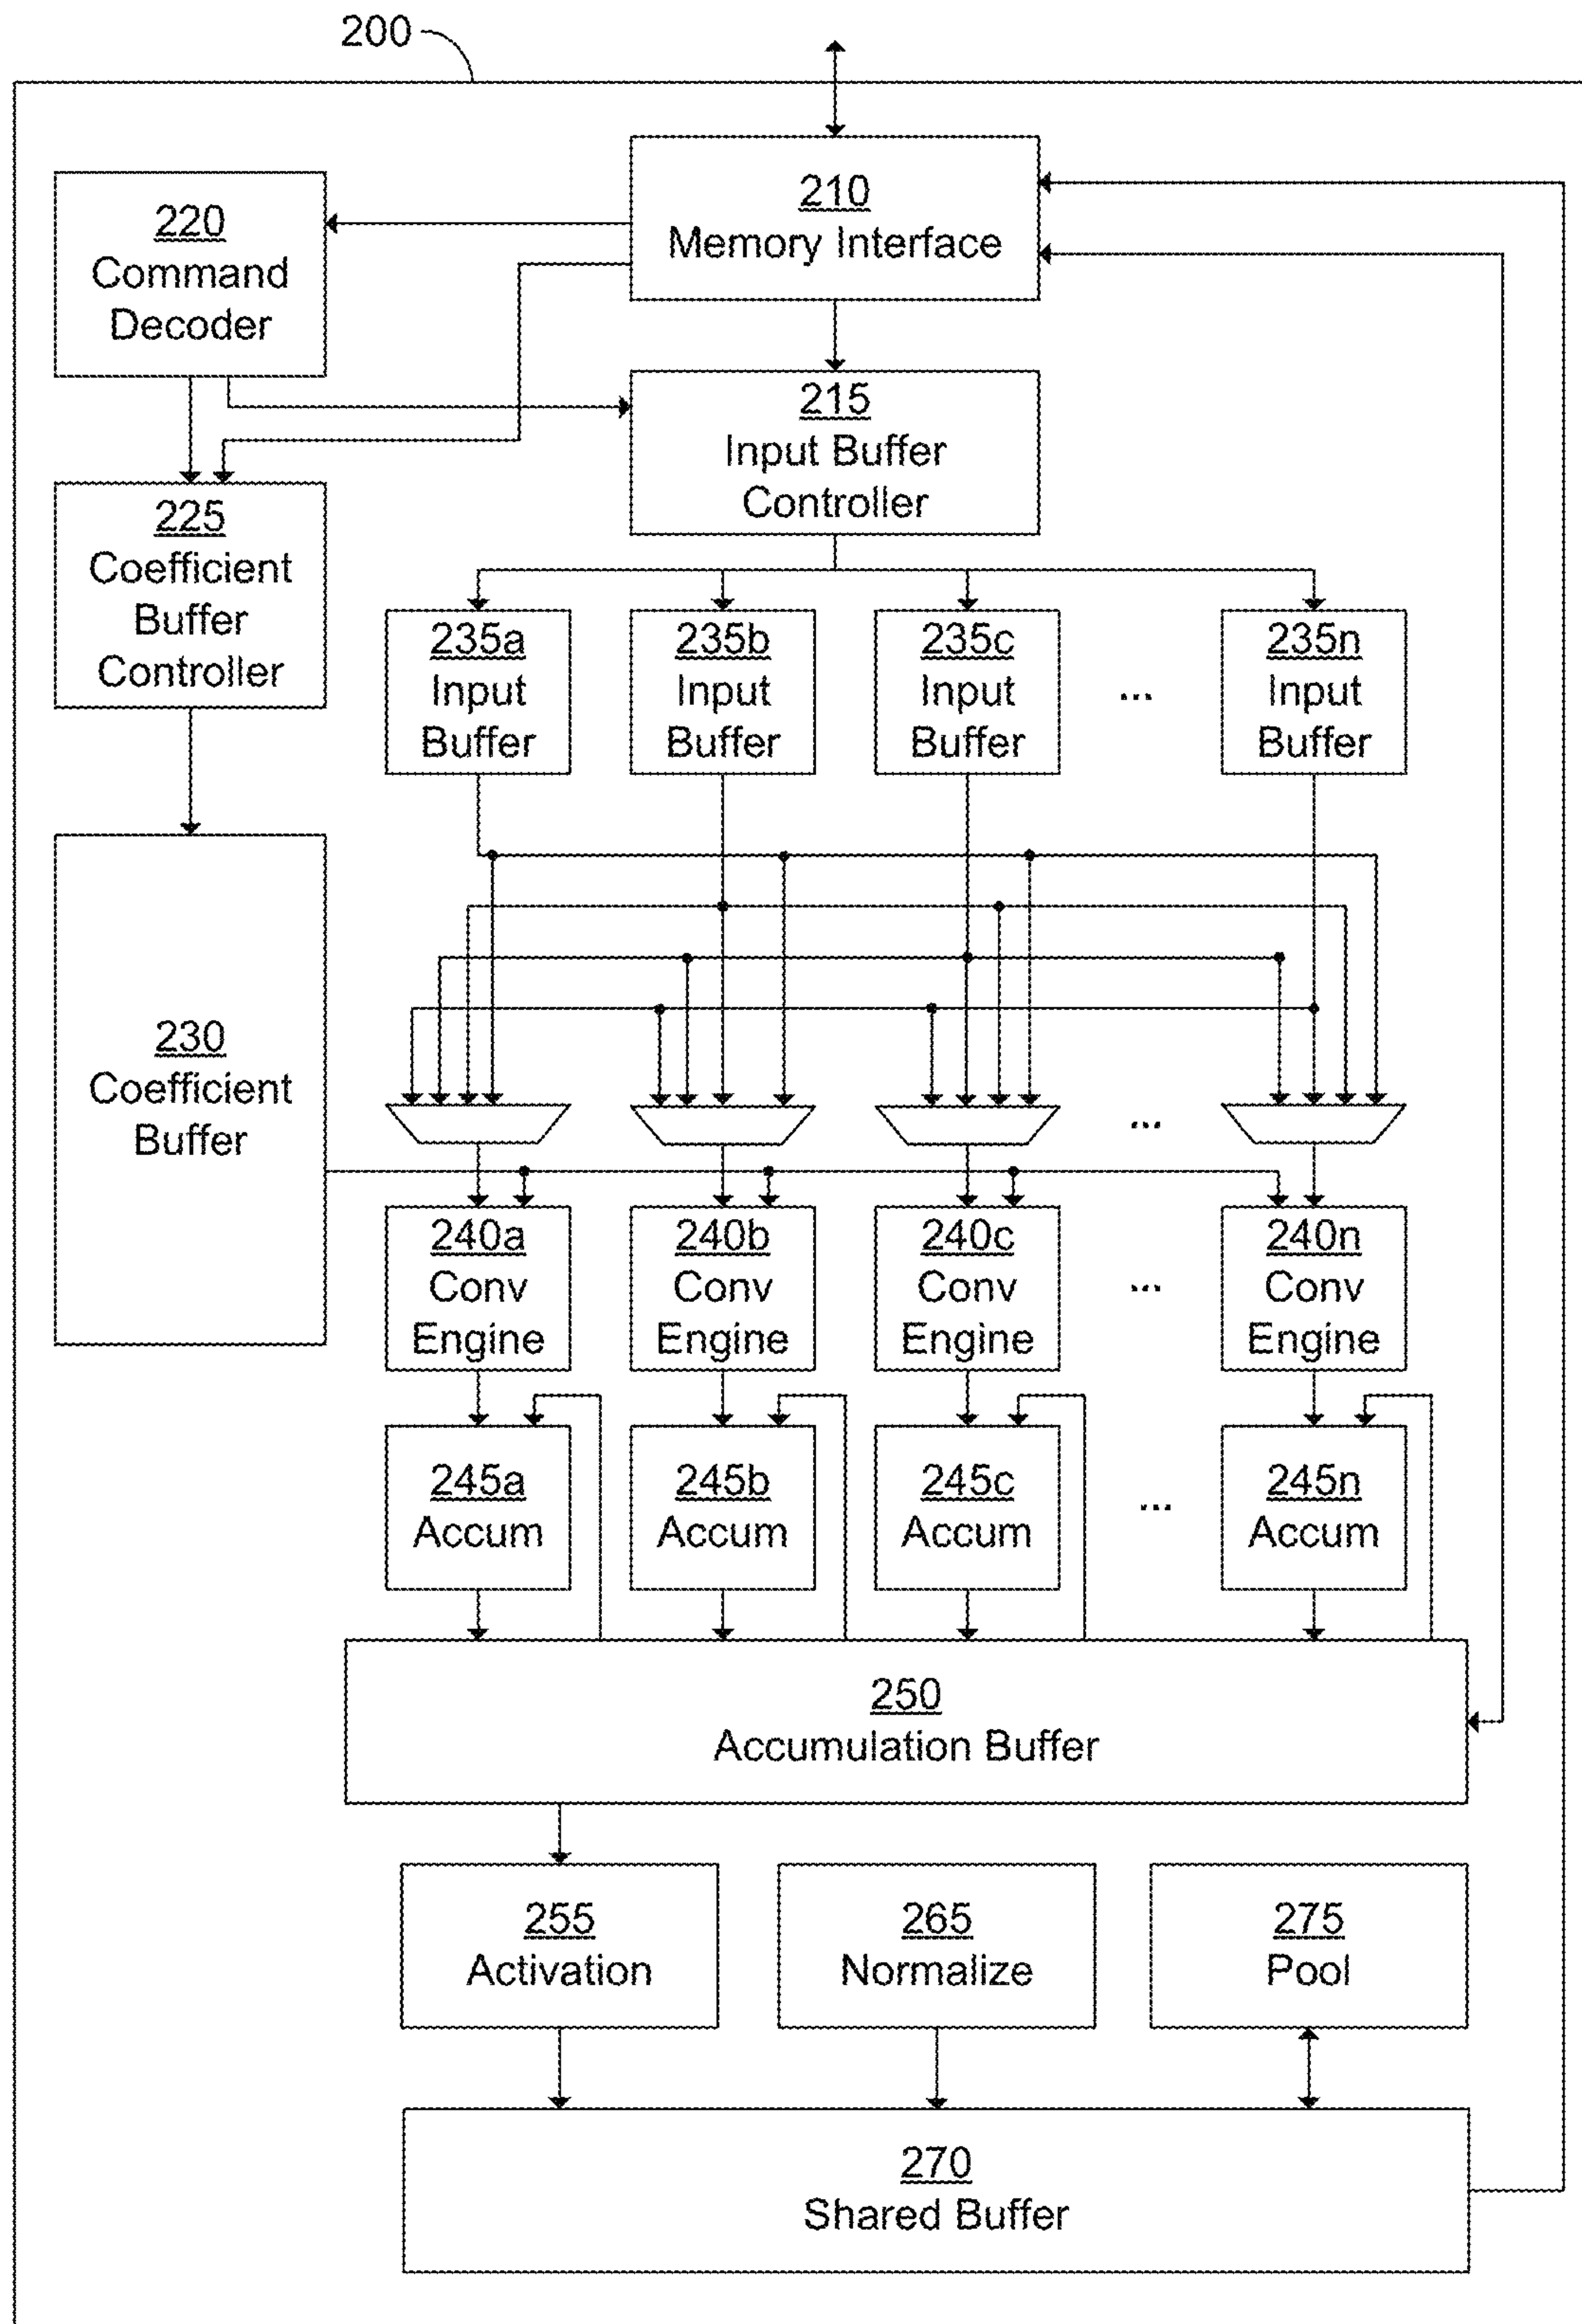 200
210
Memory Interface
220
Command
Decoder
215
Input Buffer
Controller
225
Coefficient
Buffer
Controller
235a
Input
Buffer
235b
Input
Buffer
235c
Input
Buffer
...
235n
Input
Buffer
230
Coefficient
Buffer
...
240a
Conv
Engine
240b
Conv
Engine
240c
Conv
Engine
...
240n
Conv
Engine
245a
Accum
245b
Accum
245c
Accum
...
245n
Accum
250
Accumulation Buffer
255
Activation
265
Normalize
275
Pool
270
Shared Buffer